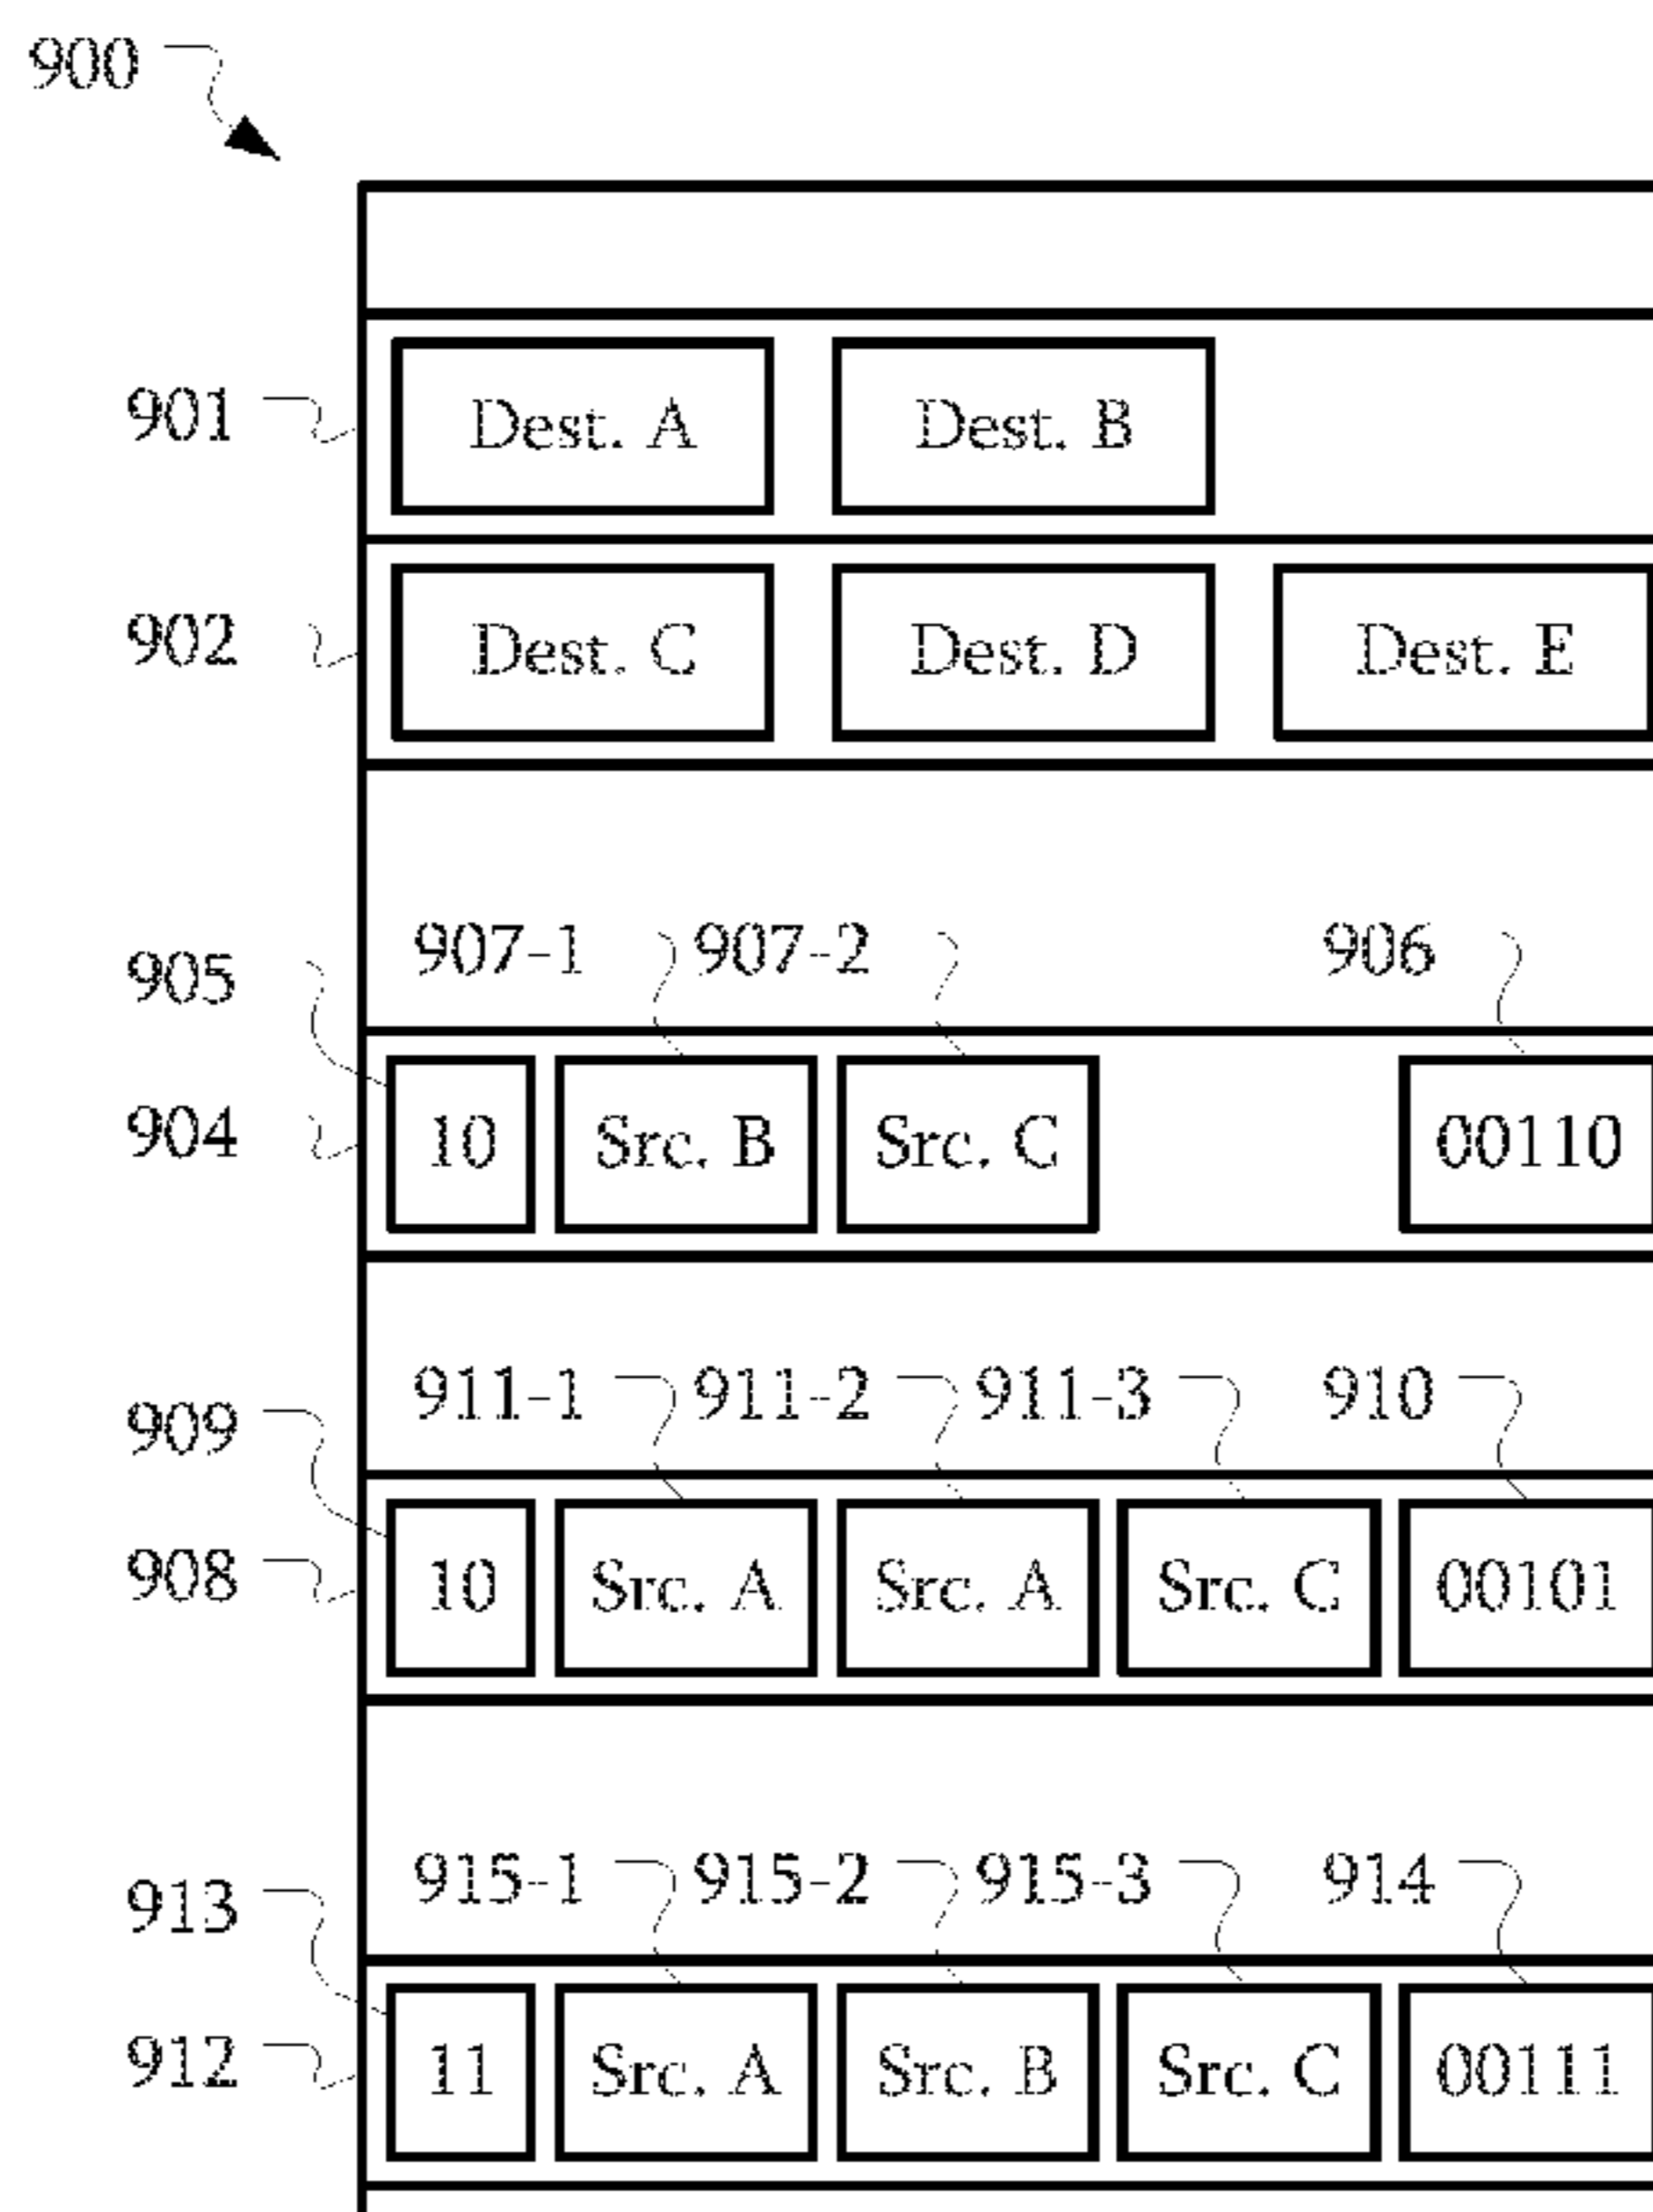 900
901 Dest. A Dest. B
902 Dest. C Dest. D Dest. E
907-1 907-2 906
905
904 10 Src. B Src. C 00110
911-1 911-2 911-3 910
909
908 10 Src. A Src. A Src. C 00101
915-1 915-2 915-3 914
913
912 11 Src. A Src. B Src. C 00111